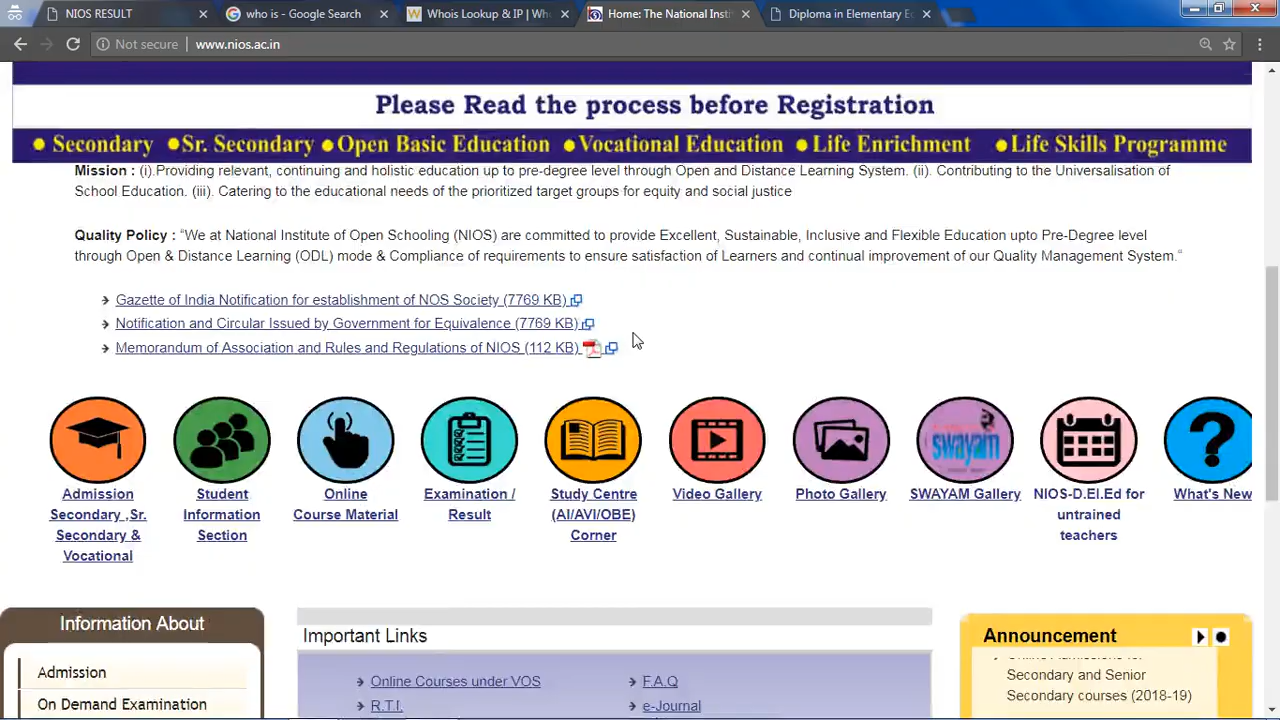 NIOS RESULT
who is - Google Search
Whois Lookup & IP | Wh
Home: The National Insti
Diploma in Elementary E
Not secure | www.nios.ac.in
Please Read the process before Registration
Secondary Sr. Secondary Open Basic Education Vocational Education Life Enrichment Life Skills Programme
Mission : (i).Providing relevant, continuing and holistic education up to pre-degree level through Open and Distance Learning System. (ii). Contributing to the Universalisation of
School Education. (iii). Catering to the educational needs of the prioritized target groups for equity and social justice
Quality Policy : “We at National Institute of Open Schooling (NIOS) are committed to provide Excellent, Sustainable, Inclusive and Flexible Education upto Pre-Degree level
through Open & Distance Learning (ODL) mode & Compliance of requirements to ensure satisfaction of Learners and continual improvement of our Quality Management System.“
Gazette of India Notification for establishment of NOS Society (7769 KB)
Notification and Circular Issued by Government for Equivalence (7769 KB)
Memorandum of Association and Rules and Regulations of NIOS (112 KB)
swayam
Admission
Secondary ,Sr.
Secondary &
Vocational
Student
Information
Section
Online
Course Material
Examination /
Result
Study Centre
(AI/AVI/OBE)
Corner
Video Gallery
Photo Gallery
SWAYAM Gallery
NIOS-D.El.Ed for
untrained
teachers
What's New
Information About
Admission
On Demand Examination
Important Links
Online Courses under VOS
F.A.Q
R.T.I.
e-Journal
Announcement
Online Admissions for
Secondary and Senior
Secondary courses (2018-19)